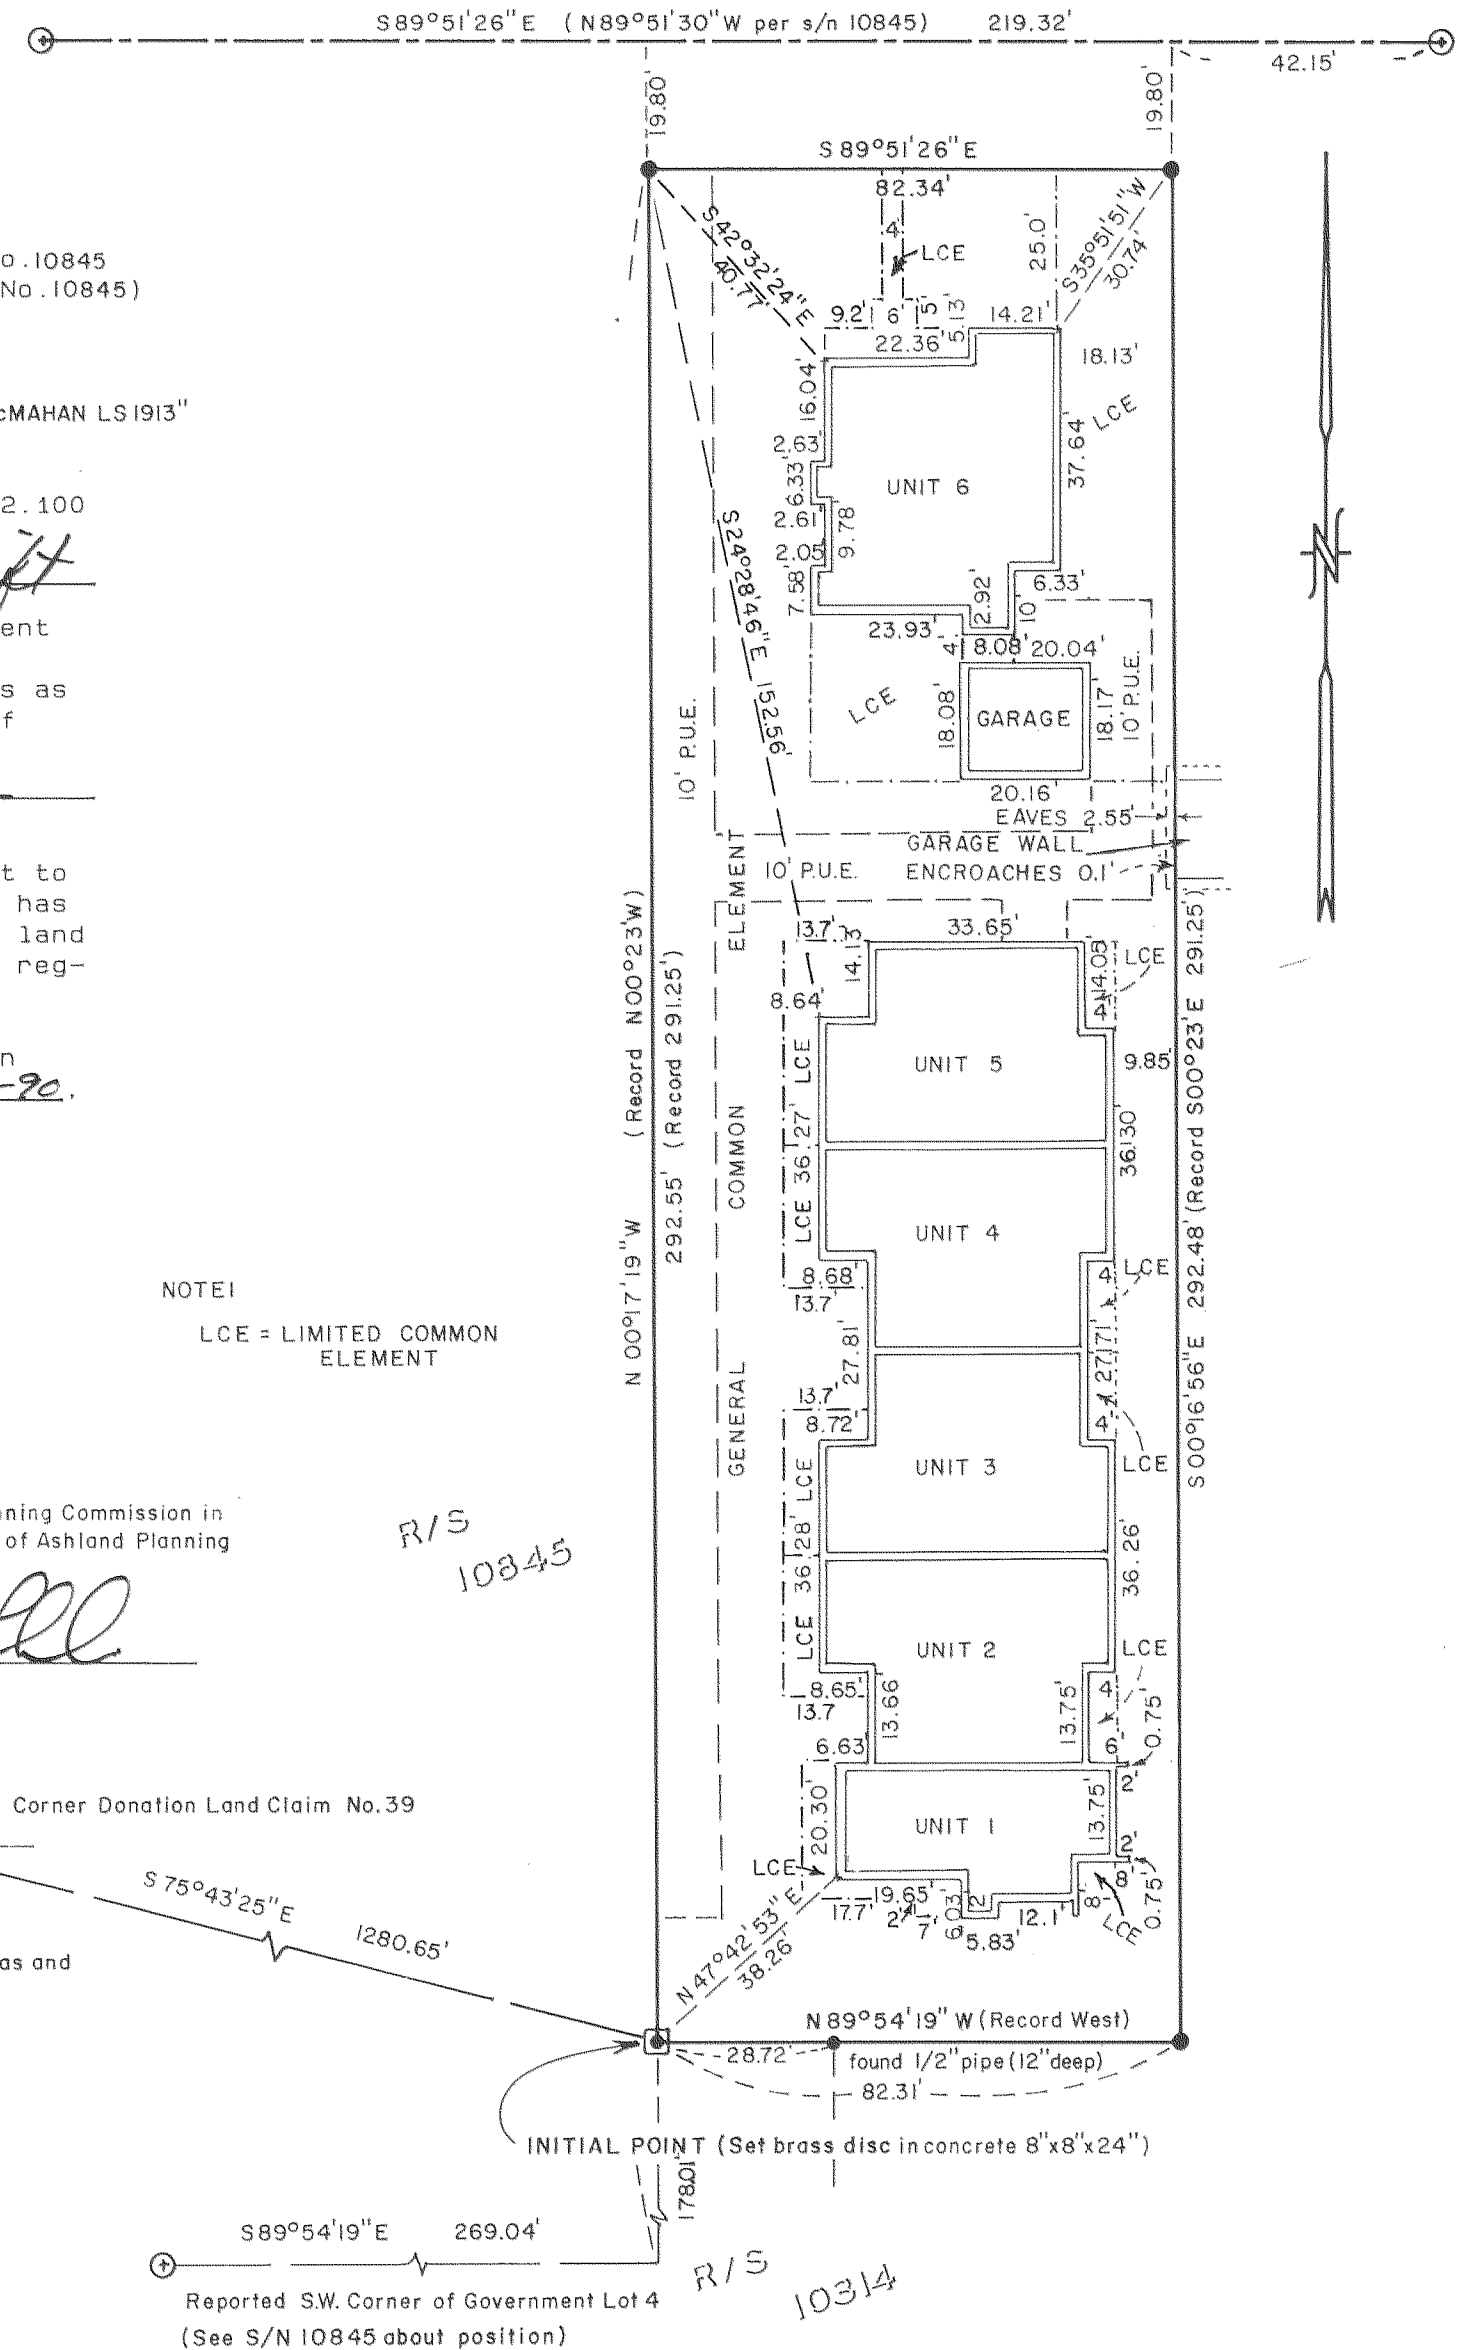 S89°51'26"E (N89°51'30"W per s/n 10845) 219.32'
42.15'
19.80'
19.80'
S 89°51'26"E
82.34'
o.10845
No.10845)
S42°32'24"E
40.77'
4'
LCE
25.0'
S35°51'51"W
30.74'
9.2'
6'
5'
5.13'
14.21'
22.36'
18.13'
cMAHAN LS1913"
16.04'
LCE
2.63'
37.64'
6.33'
UNIT 6
2.100
2.61'
9.78
2.05'
7.58'
2.92'
6.33'
10'
S24°28'46"E 152.56'
ent
23.93'
4'
8.08'
20.04'
s as
f
LCE
18.08'
GARAGE
18.17'
10' P.U.E.
10' P.U.E.
20.16'
EAVES 2.55'
GARAGE WALL
ENCROACHES 0.1'
10' P.U.E.
t to
has
land
reg-
n
-90.
13.7'
33.65'
14.13'
14.05'
4'
LCE
8.64'
LCE
UNIT 5
9.85'
36.27'
36.30'
LCE
UNIT 4
8.68'
13.7'
4'
LCE
27.81'
27.71'
13.7'
8.72'
4'
LCE
LCE
UNIT 3
36.28'
36.26'
LCE
UNIT 2
LCE
8.65'
13.7
13.66
13.75'
4'
6'
0.75'
6.63'
2'
20.30'
UNIT 1
13.75'
2'
LCE
8'
0.75'
19.65'
17.7'
2'
7'
6.03'
2'
5.83'
12.1'
8'
LCE
GENERAL COMMON ELEMENT
N 00°17'19"W (Record N00°23'W)
292.55' (Record 291.25')
S 00°16'56"E 292.48' (Record S00°23'E 291.25')
N
NOTE:
LCE = LIMITED COMMON
ELEMENT
nning Commission in
of Ashland Planning
R/S
10845
Corner Donation Land Claim No.39
S 75°43'25"E
1280.65'
as and
N47°42'53"E
38.26'
N 89°54'19" W (Record West)
28.72'
found 1/2" pipe (12" deep)
82.31'
INITIAL POINT (Set brass disc in concrete 8"x8"x24")
178.01'
S89°54'19"E 269.04'
R/S
10314
Reported S.W. Corner of Government Lot 4
(See S/N 10845 about position)